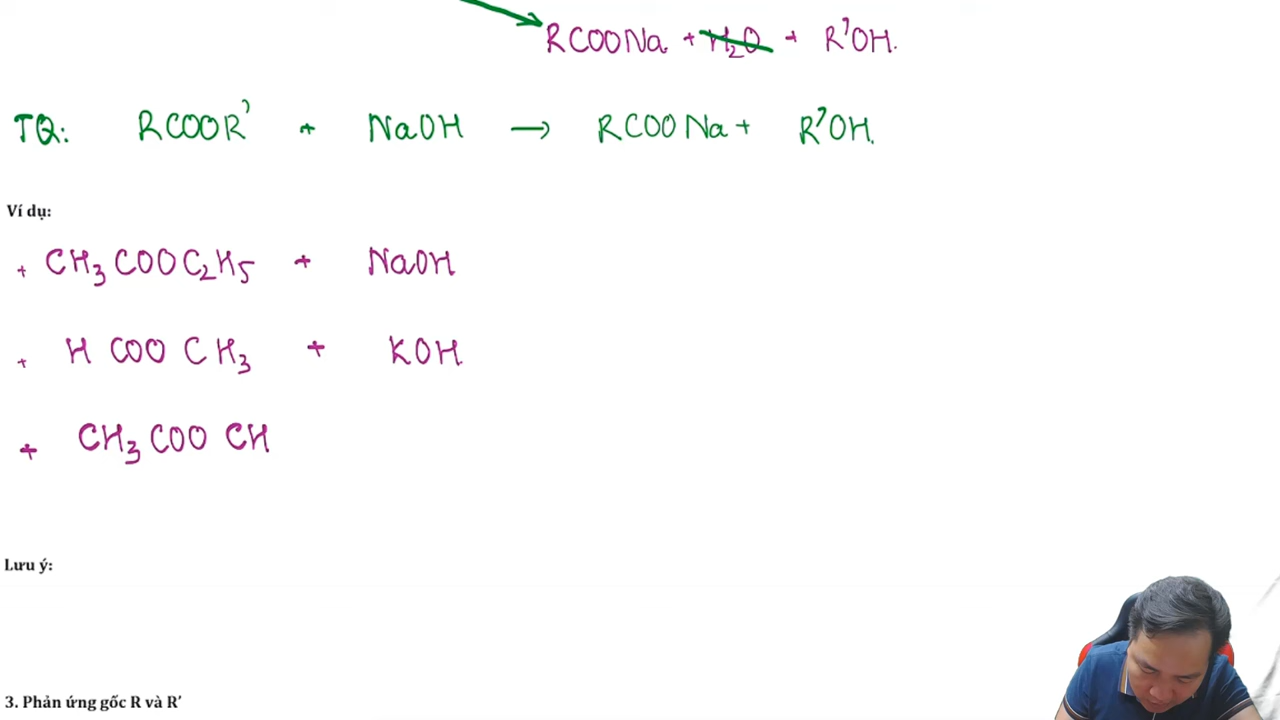 RCOONa + H₂O + R'OH.
TQ: RCOOR' + NaOH → RCOONa + R'OH.
Ví dụ:
+ CH₃COOC₂H₅ + NaOH
+ HCOOCH₃ + KOH
+ CH₃COOCH
Lưu ý:
3. Phản ứng gốc R và R'